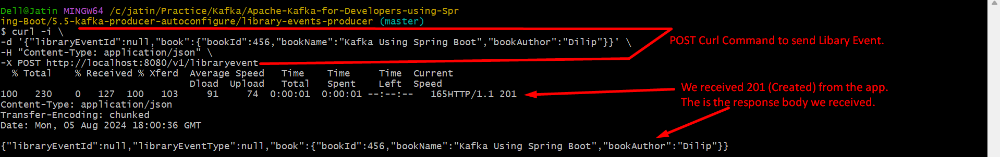 Dell@Jatin MINGW64 /c/jatin/Practice/Kafka/Apache-Kafka-for-Developers-using-Spr
ing-Boot/5.5-kafka-producer-autoconfigure/library-events-producer (master)
$ curl -i \
-d '{"libraryEventId":null,"book":{"bookId":456,"bookName":"Kafka Using Spring Boot","bookAuthor":"Dilip"}}' \
POST Curl Command to send Libary Event.
-H "Content-Type: application/json" \
-X POST http://localhost:8080/v1/libraryevent
% Total % Received % Xferd Average Speed Time Time Time Current
Dload Upload Total Spent Left Speed
100 230 0 127 100 103 91 74 0:00:01 0:00:01 --:--:-- 165HTTP/1.1 201
We received 201 (Created) from the app.
The is the response body we received.
Content-Type: application/json
Transfer-Encoding: chunked
Date: Mon, 05 Aug 2024 18:00:36 GMT
{"libraryEventId":null,"libraryEventType":null,"book":{"bookId":456,"bookName":"Kafka Using Spring Boot","bookAuthor":"Dilip"}}